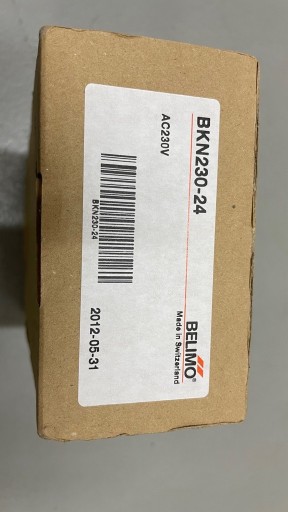 BKN230-24
AC230V
BKN230-24
2012-05-31
BELIMO®
Made in Switzerland